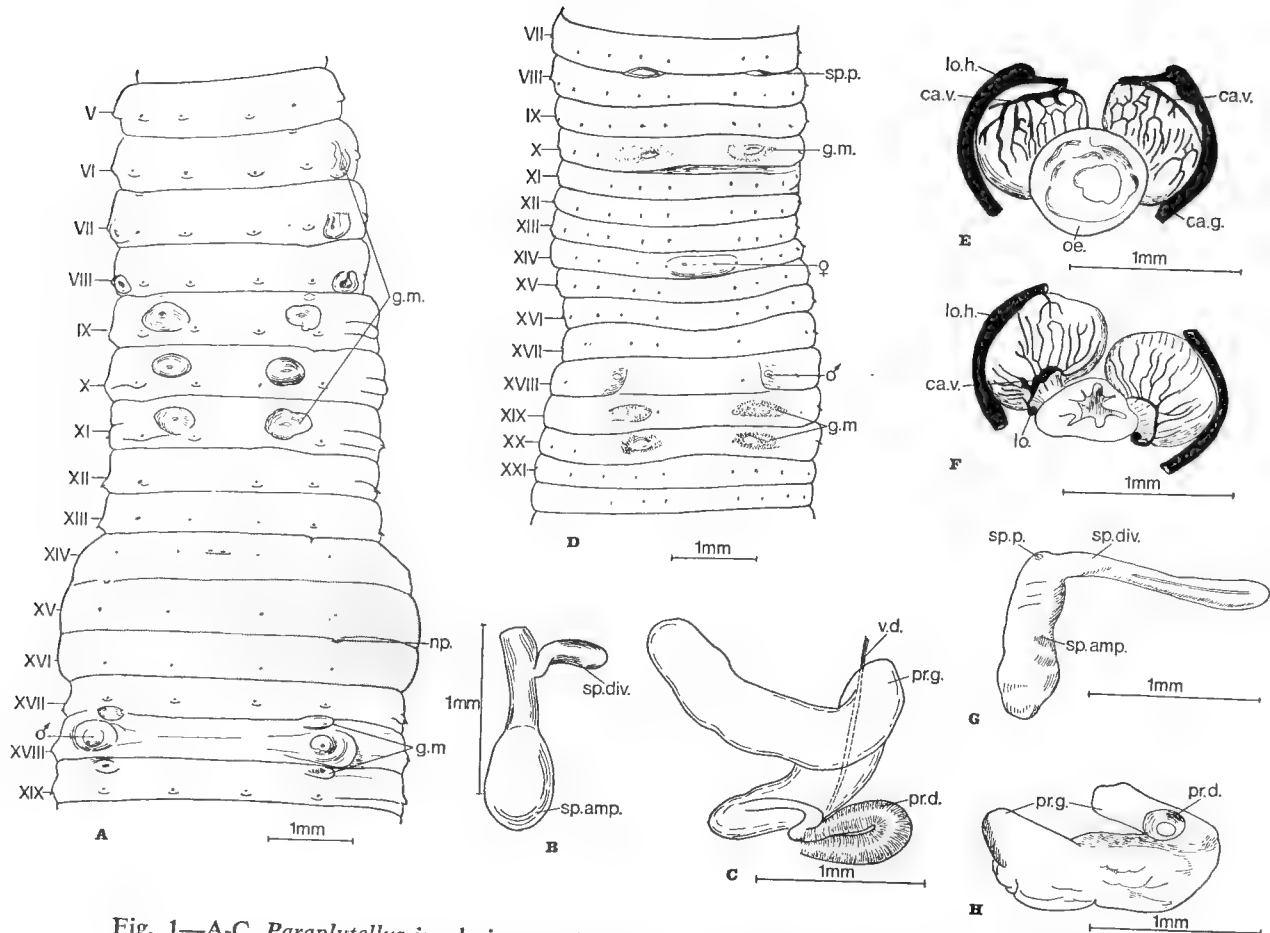 V
VI
VII
VIII
IX
X
XI
XII
XIII
XIV
XV
XVI
XVII
♂
XVIII
XIX
g.m.
np.
g.m
A
1mm
1mm
sp.div.
sp.amp.
B
v.d.
pr.g.
pr.d.
C
1mm
VII
VIII
IX
X
XI
XII
XIII
XIV
XV
XVI
XVII
XVIII
XIX
XX
XXI
sp.p.
g.m.
♀
♂
g.m
D
1mm
lo.h.
ca.v.
ca.v.
ca.g.
oe.
E
1mm
lo.h.
ca.v.
lo.
F
1mm
sp.p.
sp.div.
sp.amp.
G
1mm
pr.g.
pr.d.
H
1mm
Fig. 1—A-C. Paraplutellus